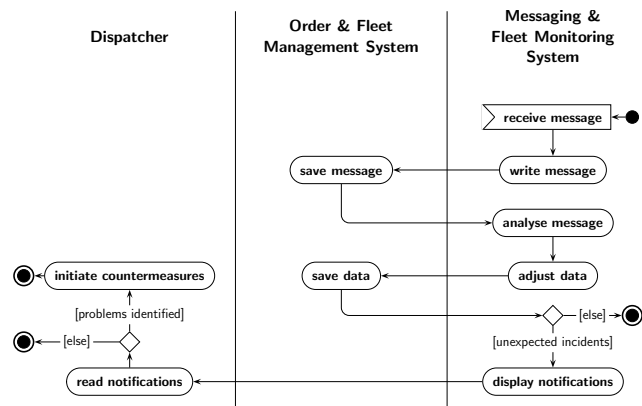 Dispatcher
Order & Fleet
Management System
Messaging &
Fleet Monitoring
System
receive message
save message
write message
analyse message
initiate countermeasures
save data
adjust data
[problems identified]
[else]
[else]
[unexpected incidents]
read notifications
display notifications